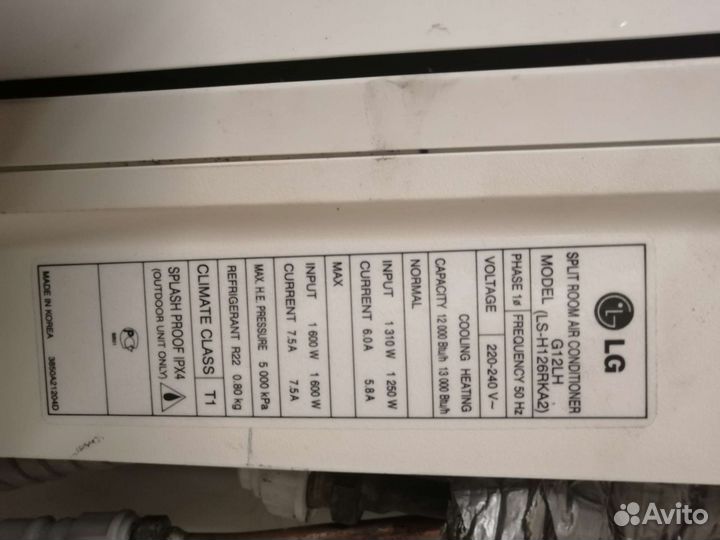 LG
SPLIT ROOM AIR CONDITIONER
G12LH
MODEL (LS-H126RKA2)
PHASE 1ø FREQUENCY 50 Hz
VOLTAGE 220-240 V~
COOLING HEATING
CAPACITY 12 000 Btu/h 13 000 Btu/h
NORMAL
INPUT 1 310 W 1 250 W
CURRENT 6.0A 5.8A
MAX
INPUT 1 600 W 1 600 W
CURRENT 7.5A 7.5A
MAX. H.E. PRESSURE 5 000 kPa
REFRIGERANT R22 0.80 kg
CLIMATE CLASS T1
SPLASH PROOF IPX4
(OUTDOOR UNIT ONLY)
MADE IN KOREA 3850A21204D
Avito